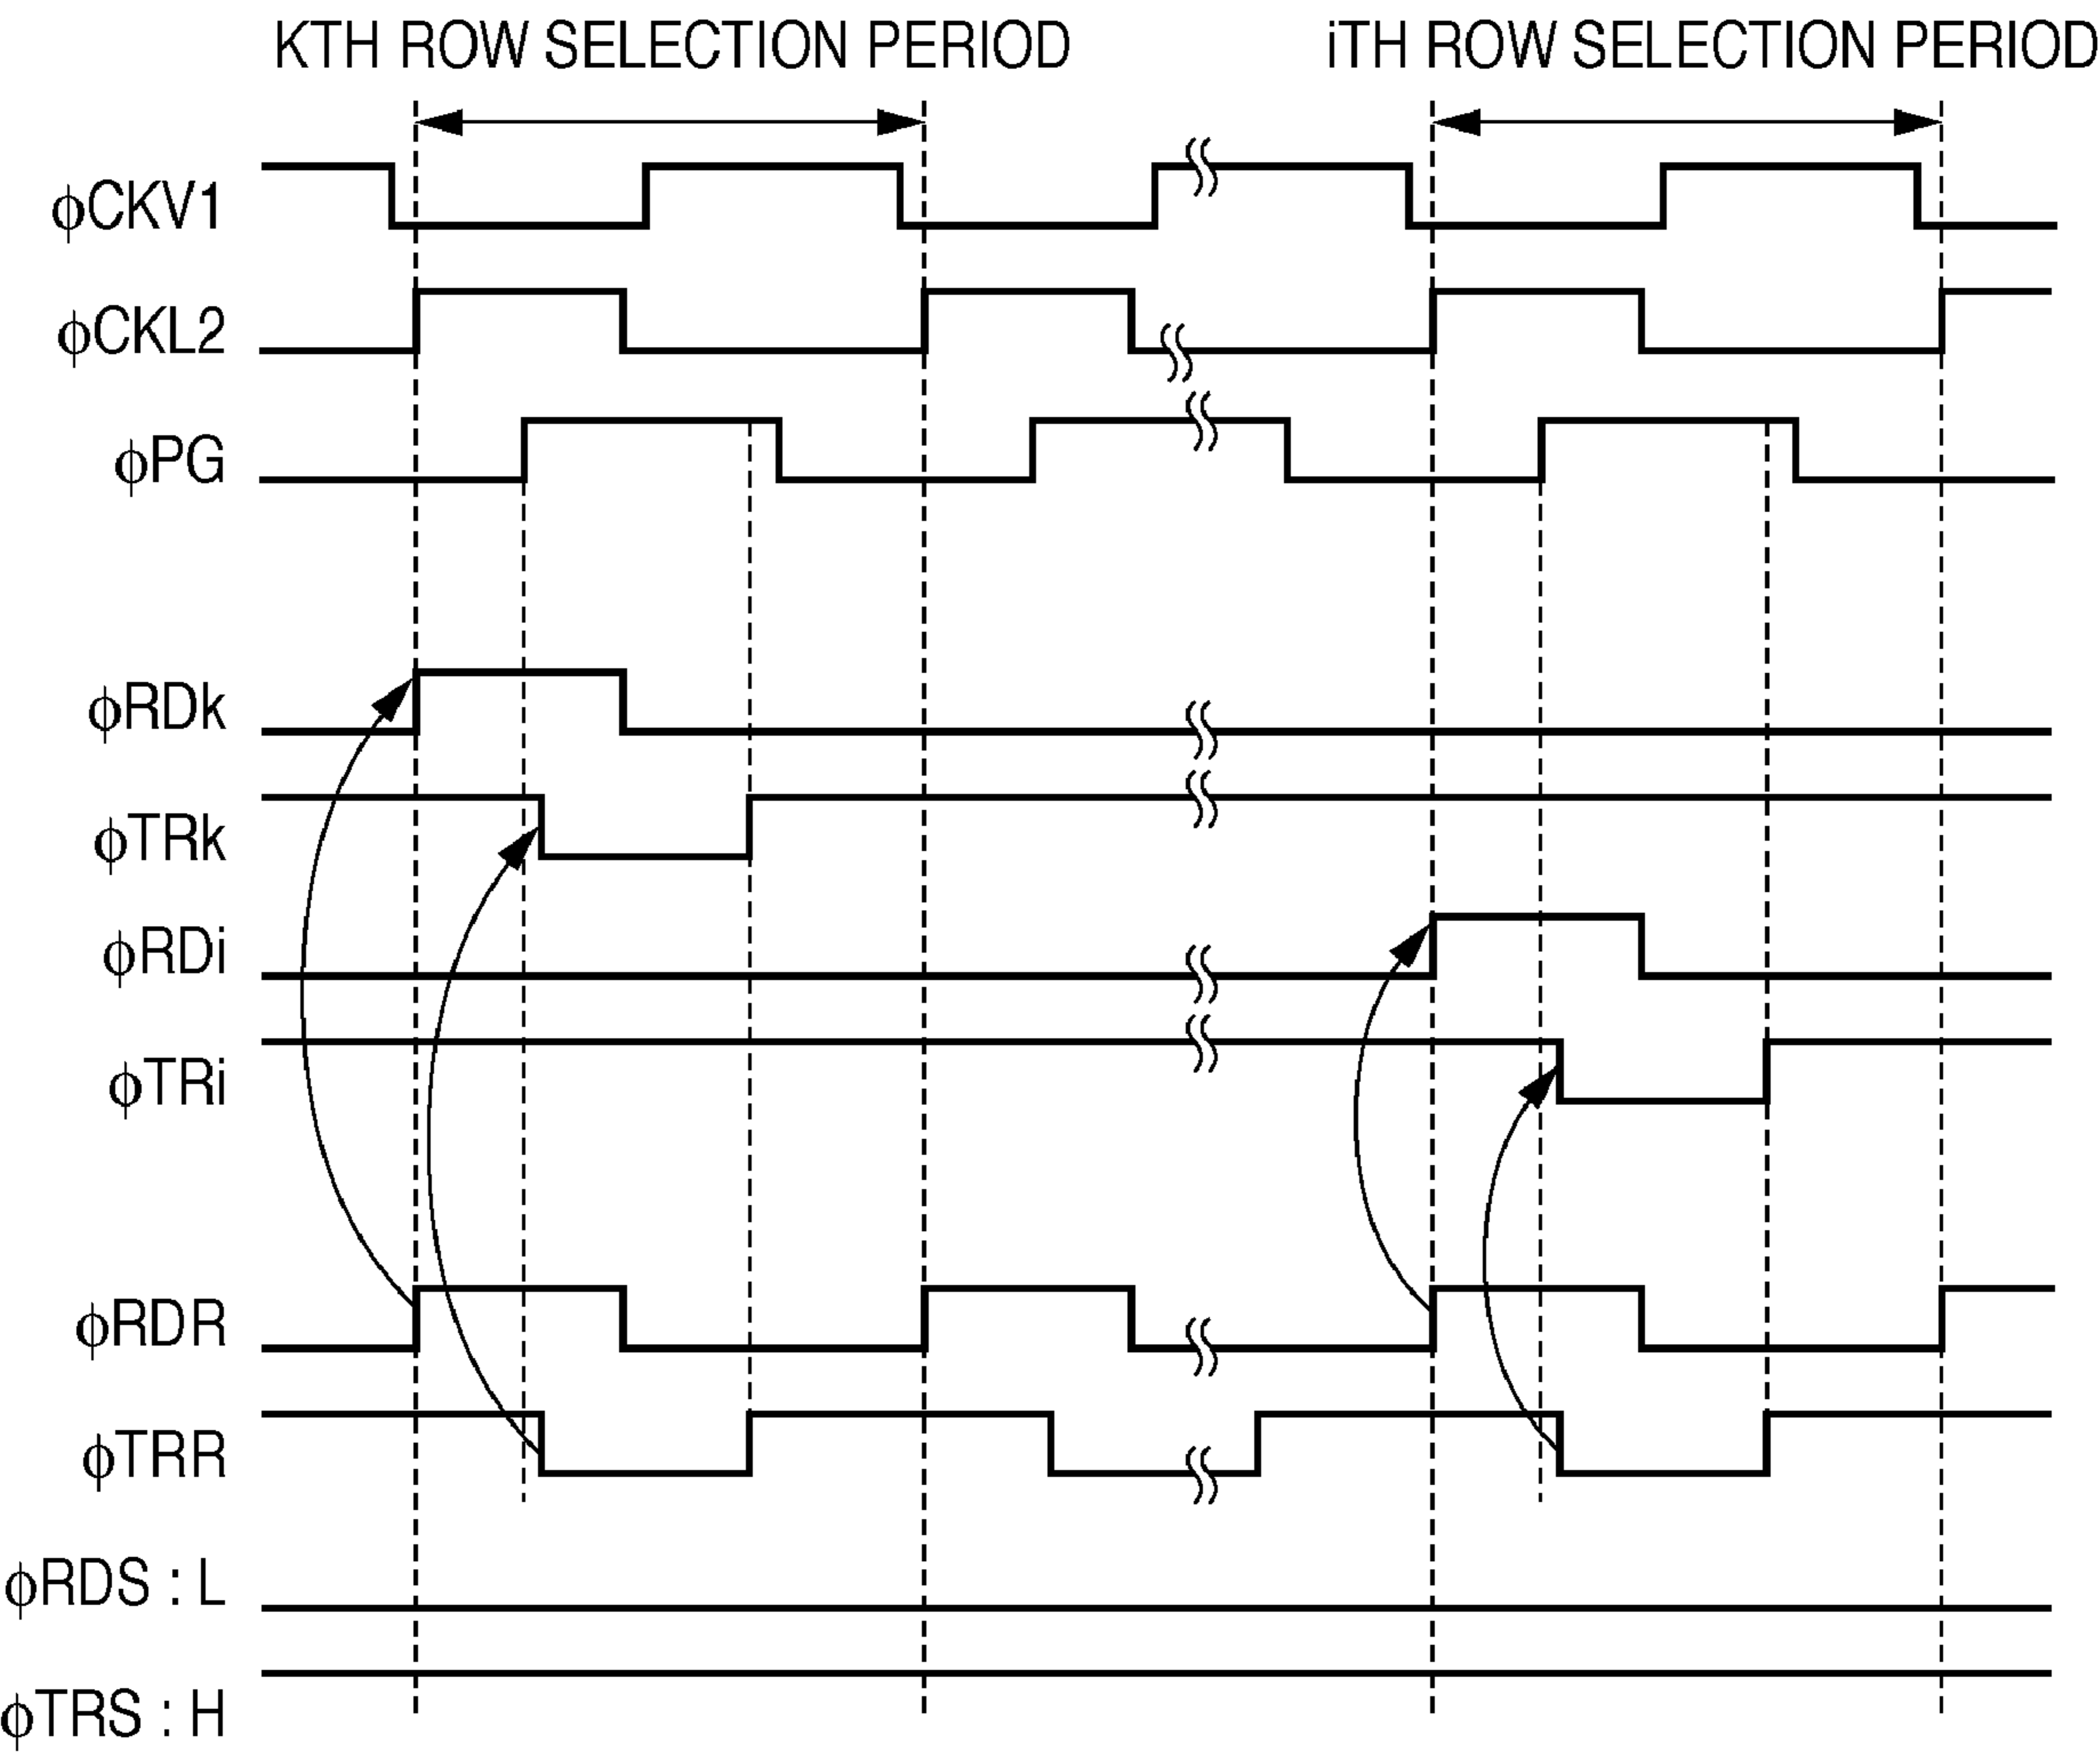 KTH ROW SELECTION PERIOD
iTH ROW SELECTION PERIOD
ϕCKV1
ϕCKL2
ϕPG
ϕRDk
ϕTRk
ϕRDi
ϕTRi
ϕRDR
ϕTRR
ϕRDS : L
ϕTRS : H